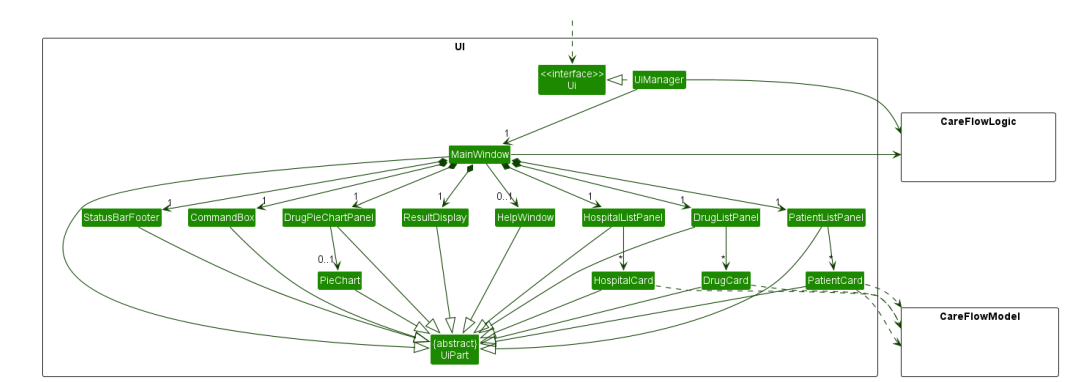 UI
<<interface>>
Ui
UiManager
CareFlowLogic
1
MainWindow
1
1
1
1
0..1
1
1
1
StatusBarFooter
CommandBox
DrugPieChartPanel
ResultDisplay
HelpWindow
HospitalListPanel
DrugListPanel
PatientListPanel
0..1
*
*
*
PieChart
HospitalCard
DrugCard
PatientCard
CareFlowModel
{abstract}
UiPart